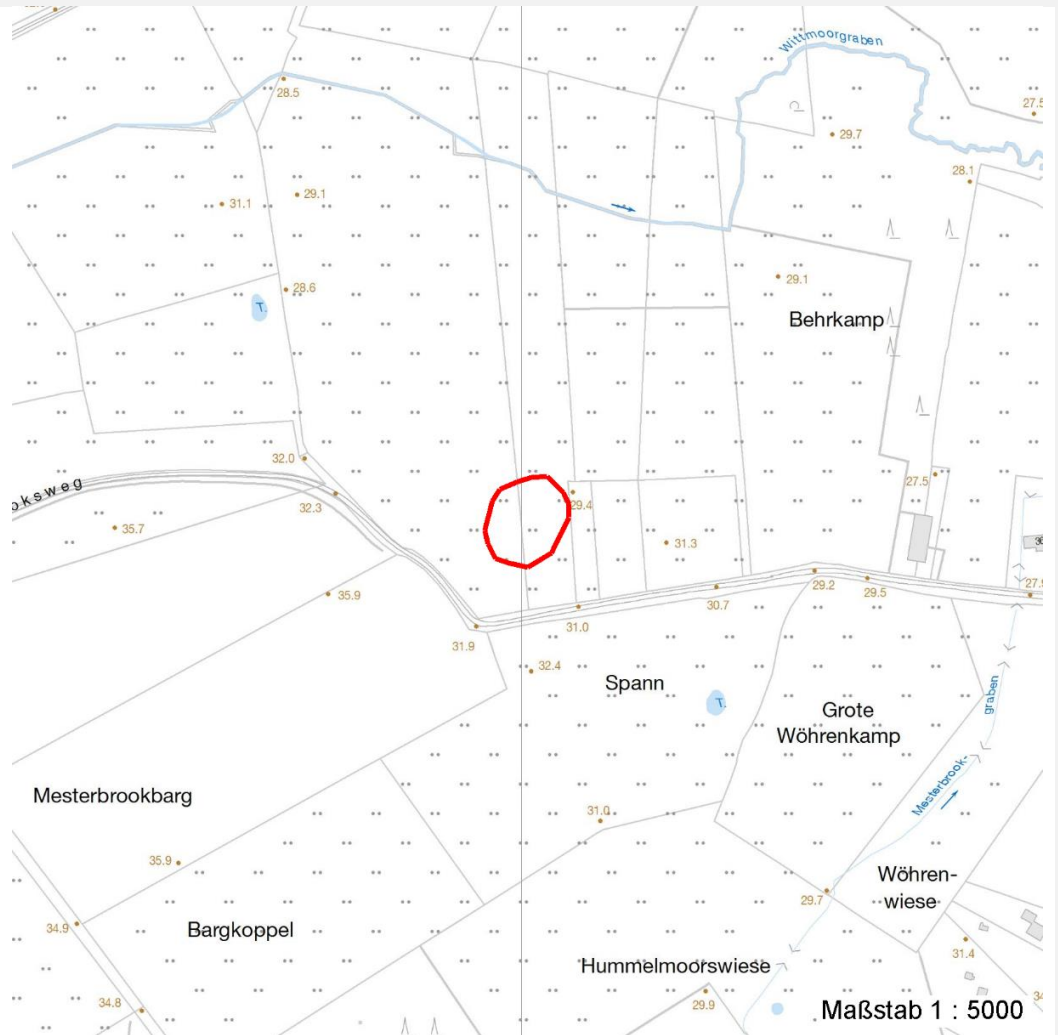 Wittmoorgraben
28.5
27.5
29.7
28.1
29.1
31.1
28.6
T.
29.1
Behrkamp
32.0
32.3
oksweg
35.7
29.4
27.5
31.3
35.9
29.2
29.5
27.9
30.7
31.0
31.9
32.4
Spann
T.
Grote
Wöhrenkamp
graben
Mesterbrook-
Mesterbrookbarg
31.0
35.9
29.7
Wöhren-
wiese
34.9
Bargkoppel
31.4
Hummelmoorswiese
29.9
34.8
Maßstab 1 : 5000